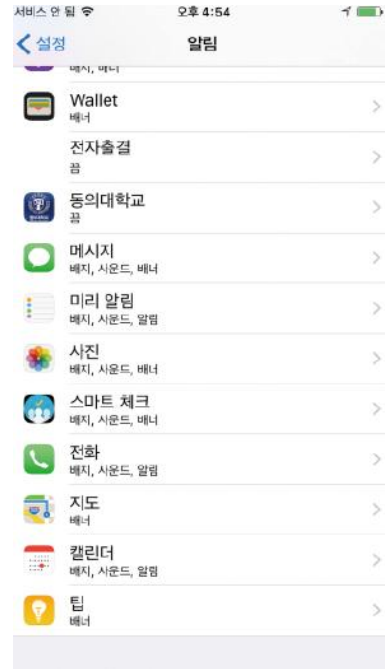 서비스 안 됨 오후 4:54
설정 알림
배지, 배너
Wallet
배너
전자출결
끔
동의대학교
끔
메시지
배지, 사운드, 배너
미리 알림
배지, 사운드, 알림
사진
배지, 사운드, 배너
스마트 체크
배지, 사운드, 배너
전화
배지, 사운드, 알림
지도
배너
캘린더
배지, 사운드, 알림
팁
배너